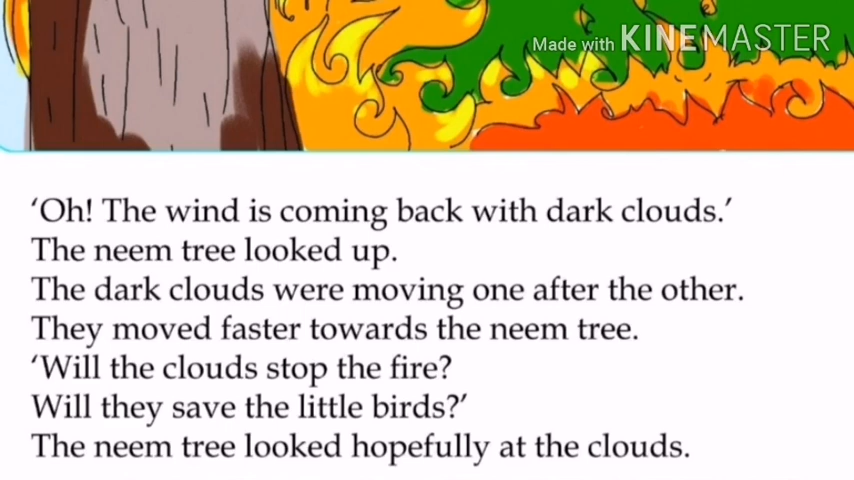 Made with KINEMASTER
‘Oh! The wind is coming back with dark clouds.’
The neem tree looked up.
The dark clouds were moving one after the other.
They moved faster towards the neem tree.
‘Will the clouds stop the fire?
Will they save the little birds?’
The neem tree looked hopefully at the clouds.